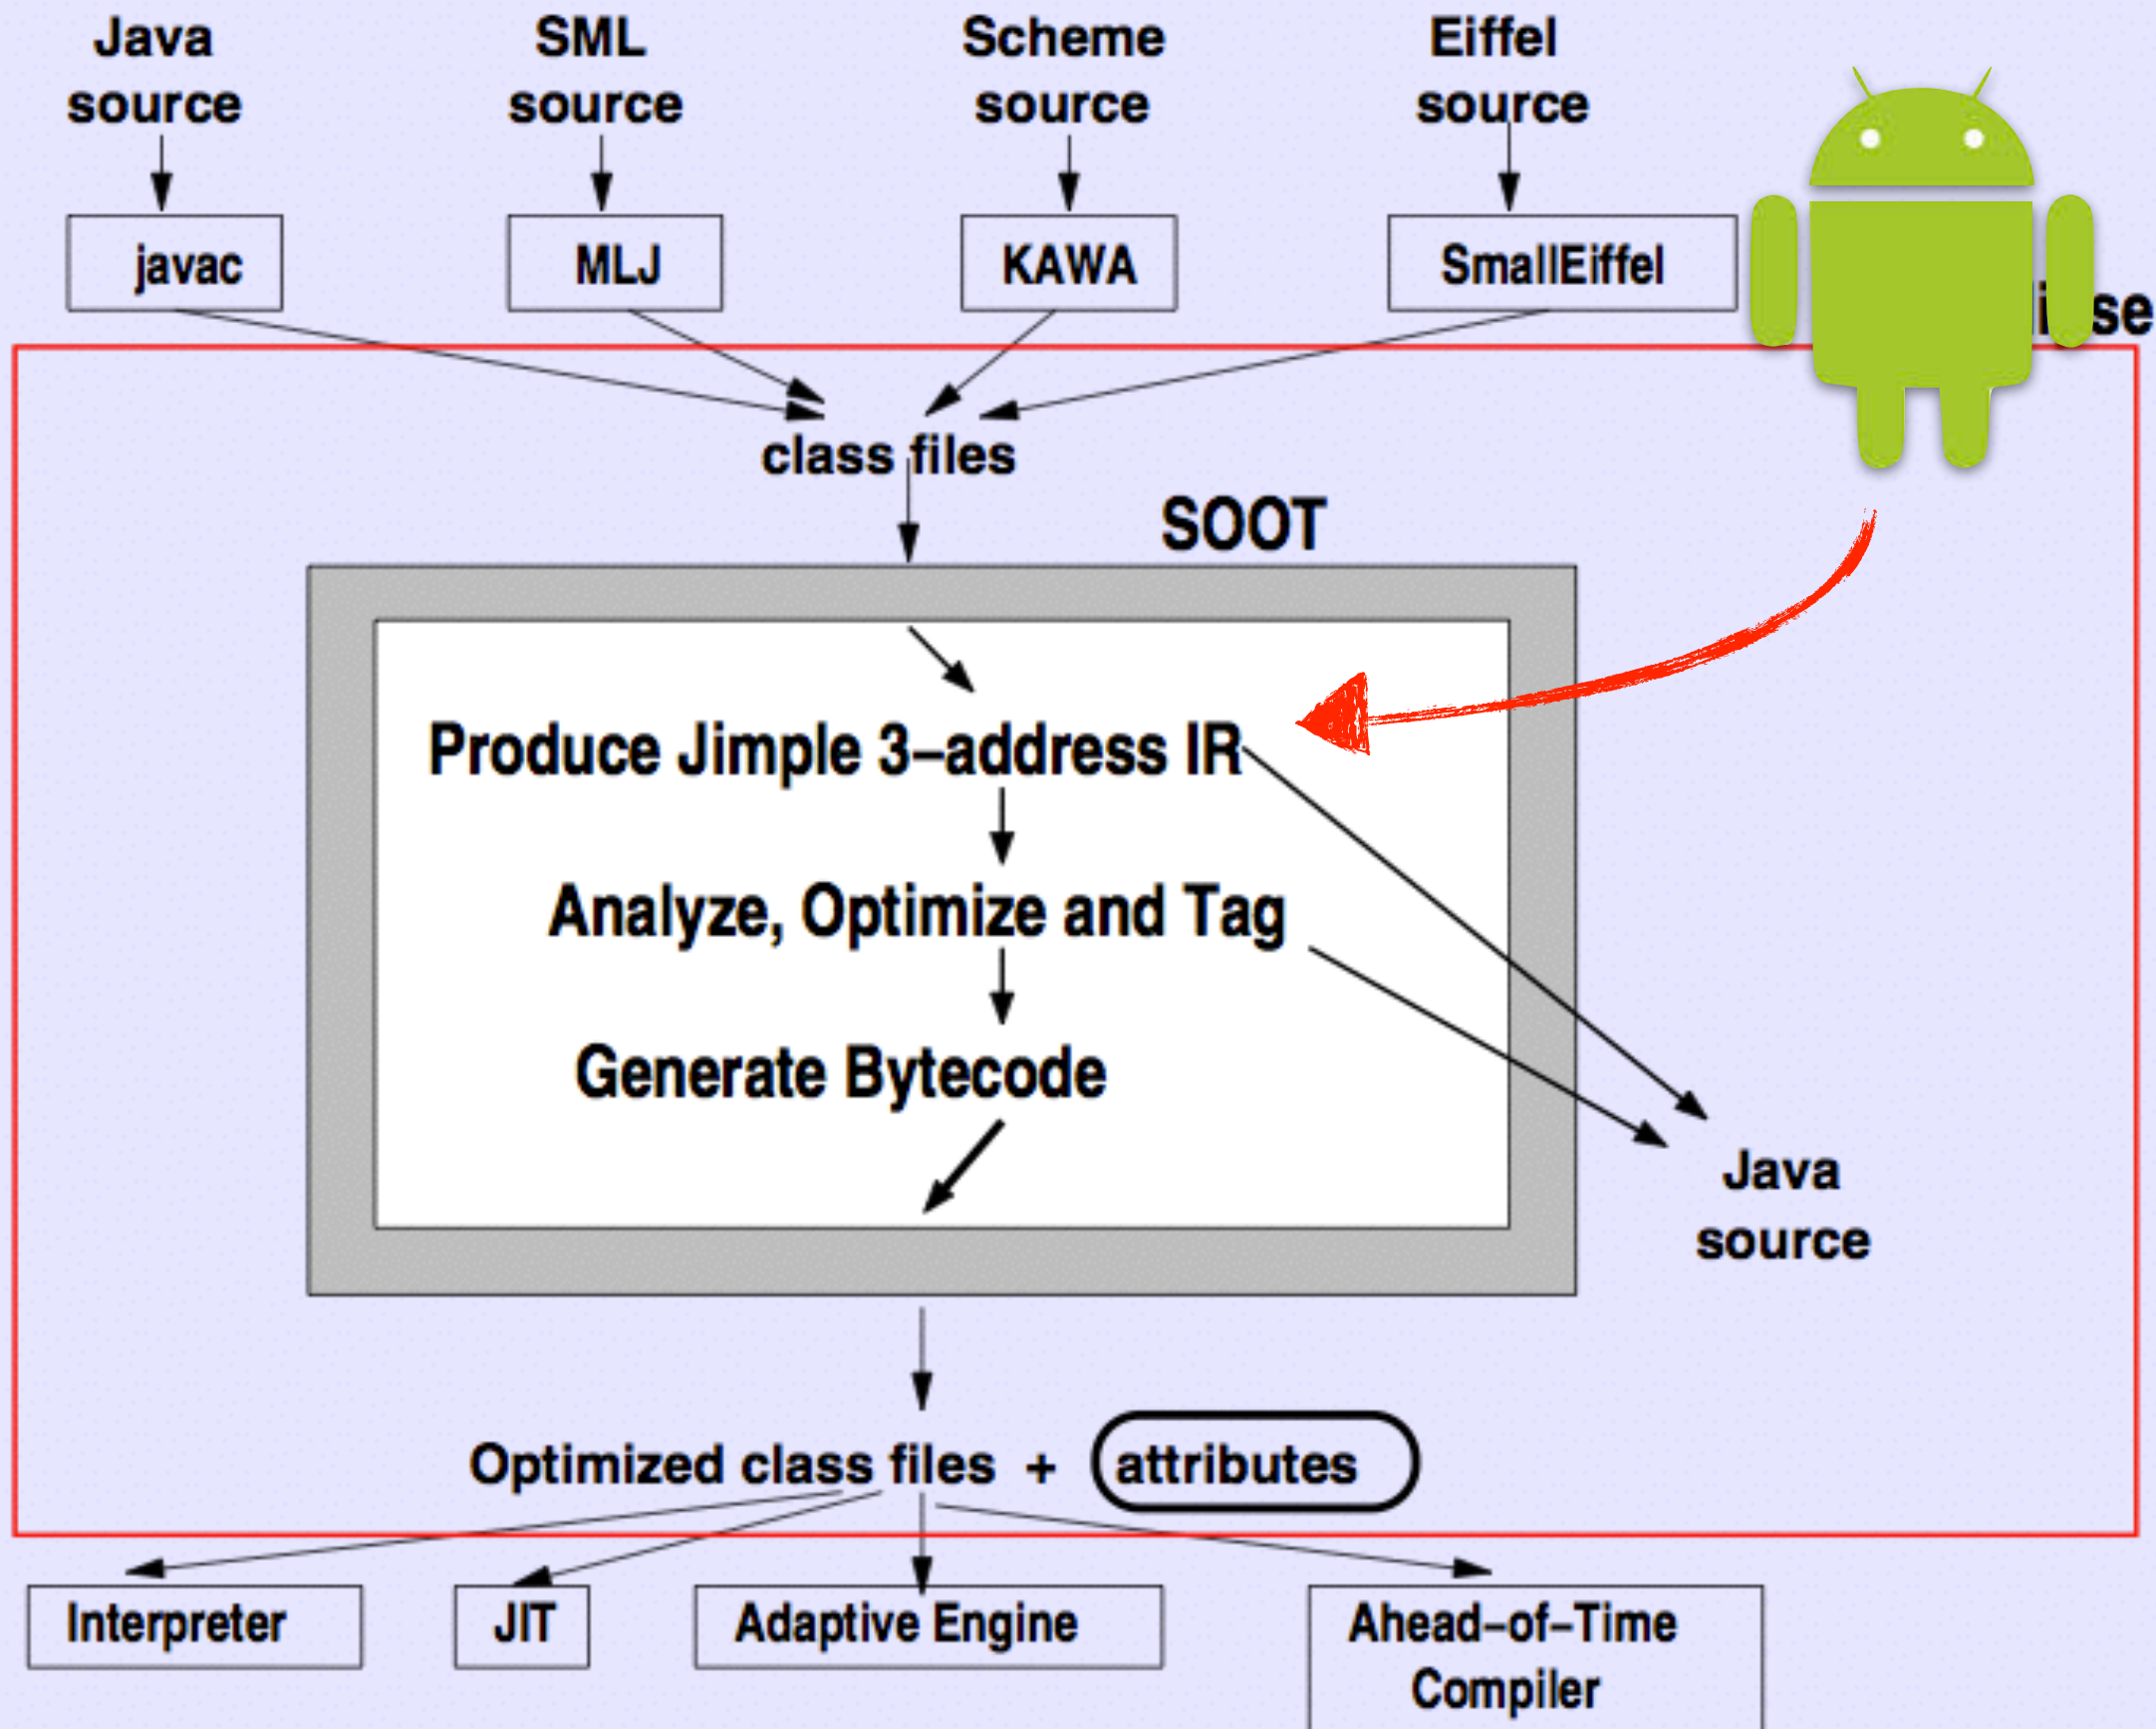 Java
source
SML
source
Scheme
source
Eiffel
source
javac
MLJ
KAWA
SmallEiffel
class files
SOOT
Produce Jimple 3–address IR
Analyze, Optimize and Tag
Generate Bytecode
Java
source
Optimized class files + attributes
Interpreter
JIT
Adaptive Engine
Ahead–of–Time
Compiler